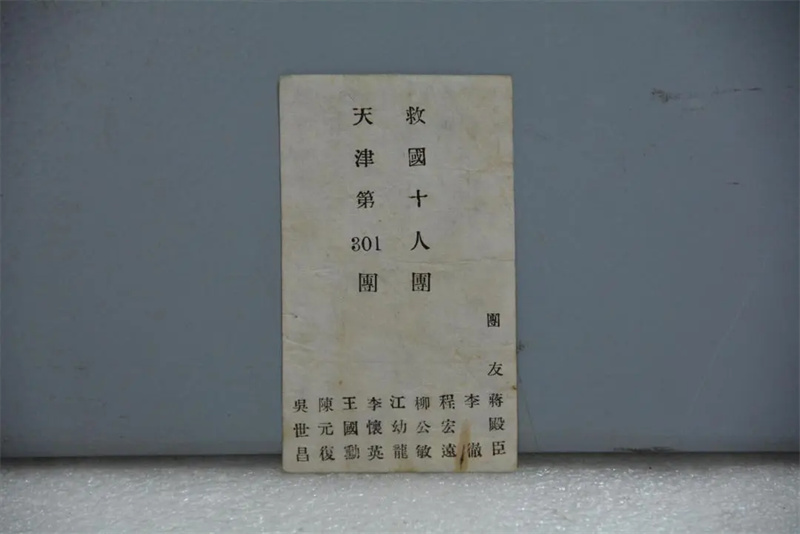 救國十人團
天津第301團
團友
蔣殿臣
李徹
程宏遠
柳公敏
江幼龍
李懷英
王國勳
陳元復
吳世昌